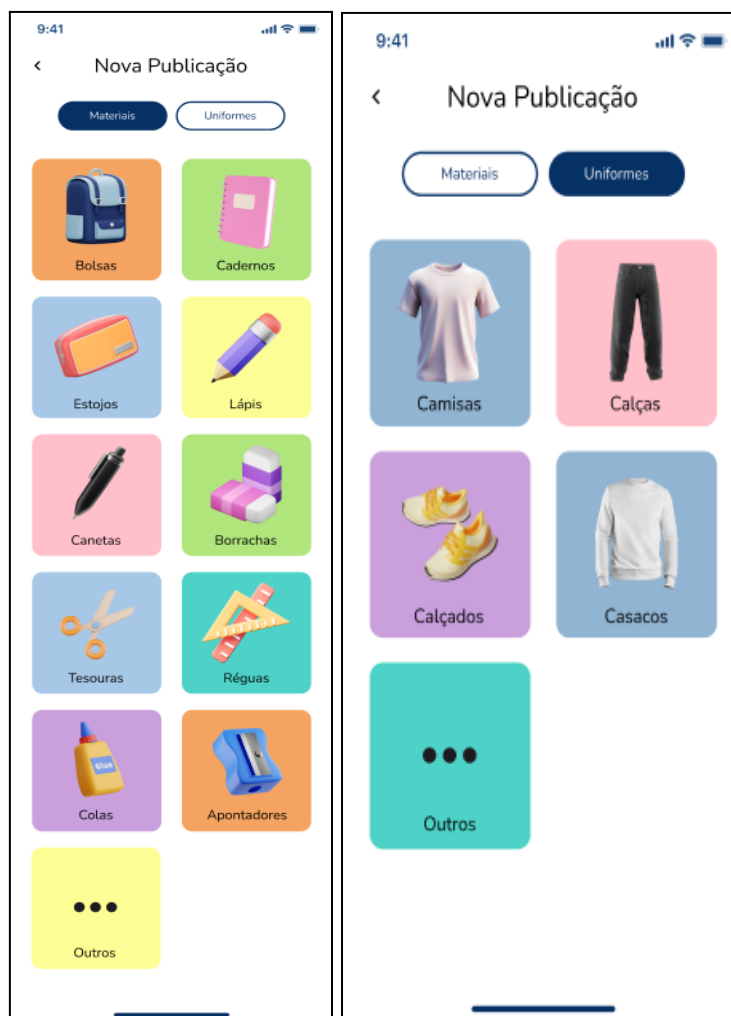 9:41
Nova Publicação
Materiais Uniformes
Bolsas Cadernos
Estojos Lápis
Canetas Borrachas
Tesouras Réguas
Glue
Colas Apontadores
Outros
9:41
Nova Publicação
Materiais Uniformes
Camisas Calças
Calçados Casacos
Outros